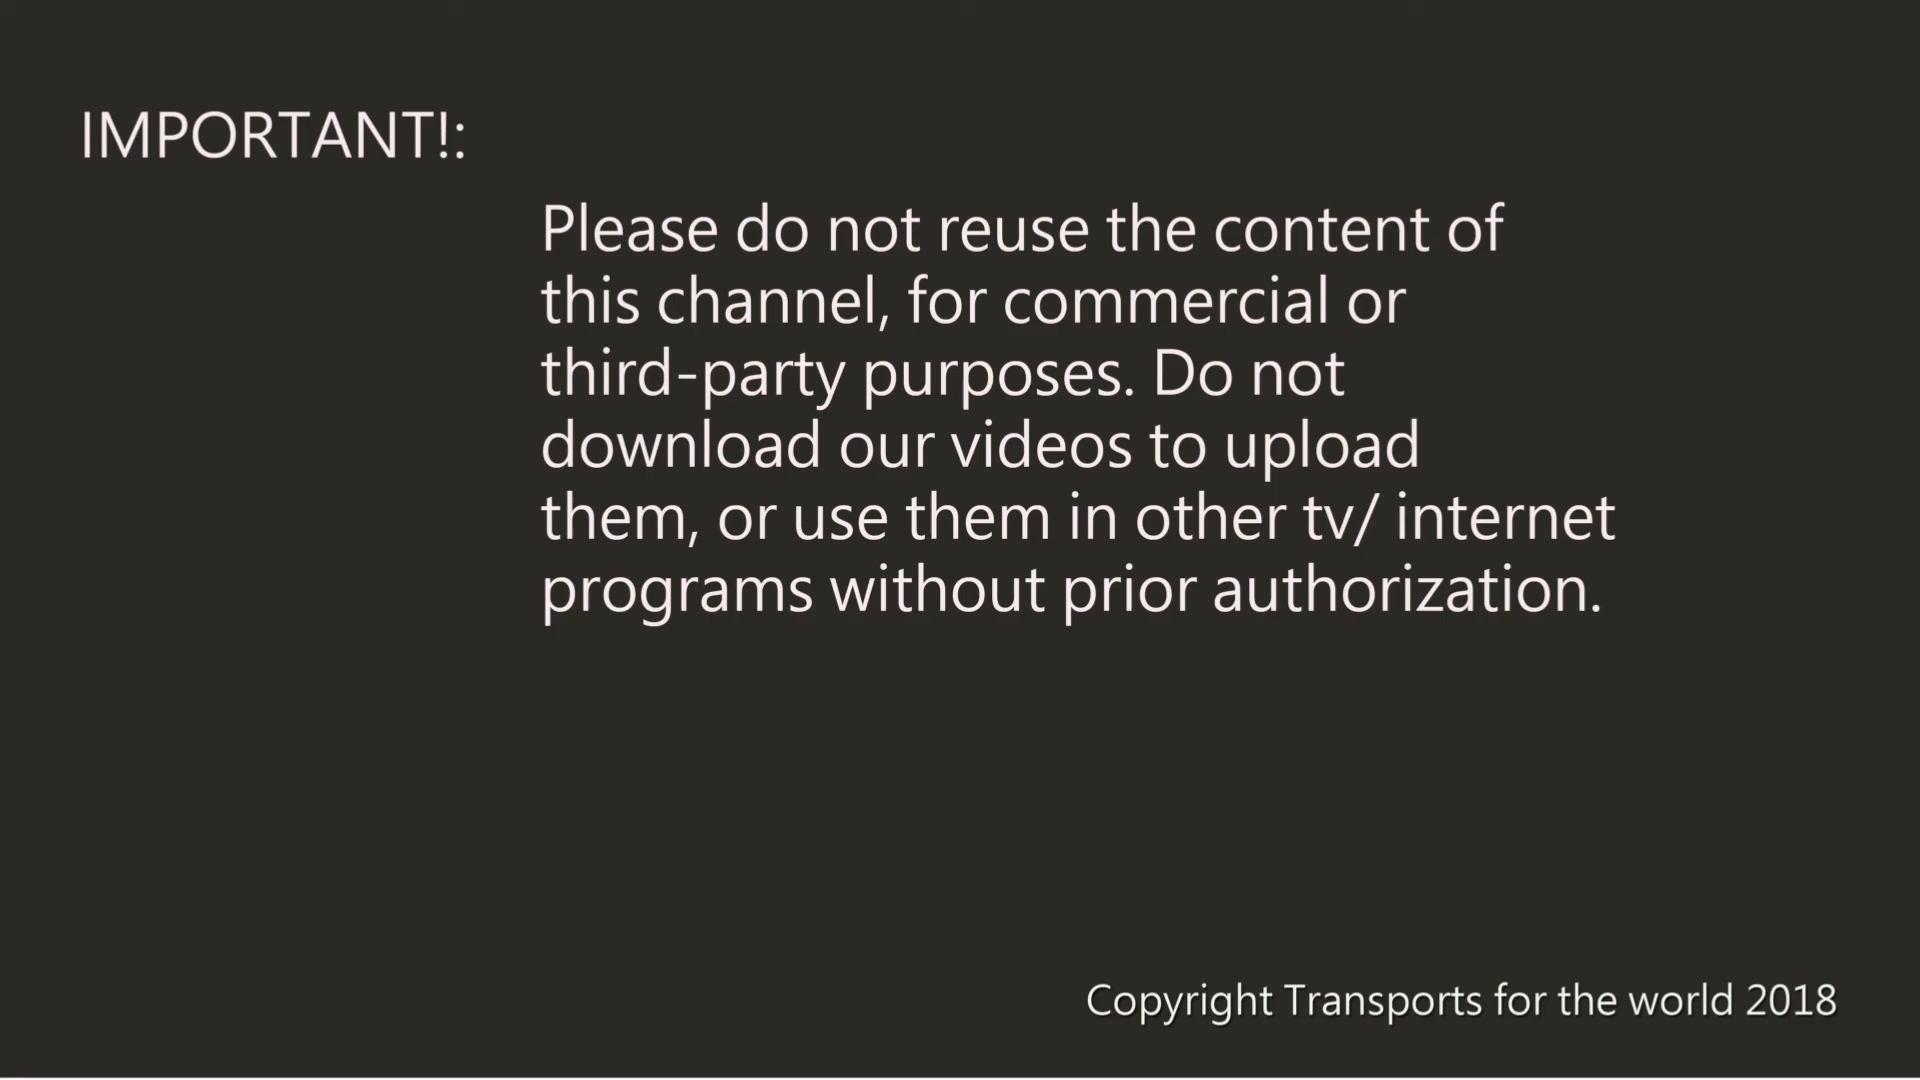 IMPORTANT!:
Please do not reuse the content of
this channel, for commercial or
third-party purposes. Do not
download our videos to upload
them, or use them in other tv/ internet
programs without prior authorization.
Copyright Transports for the world 2018